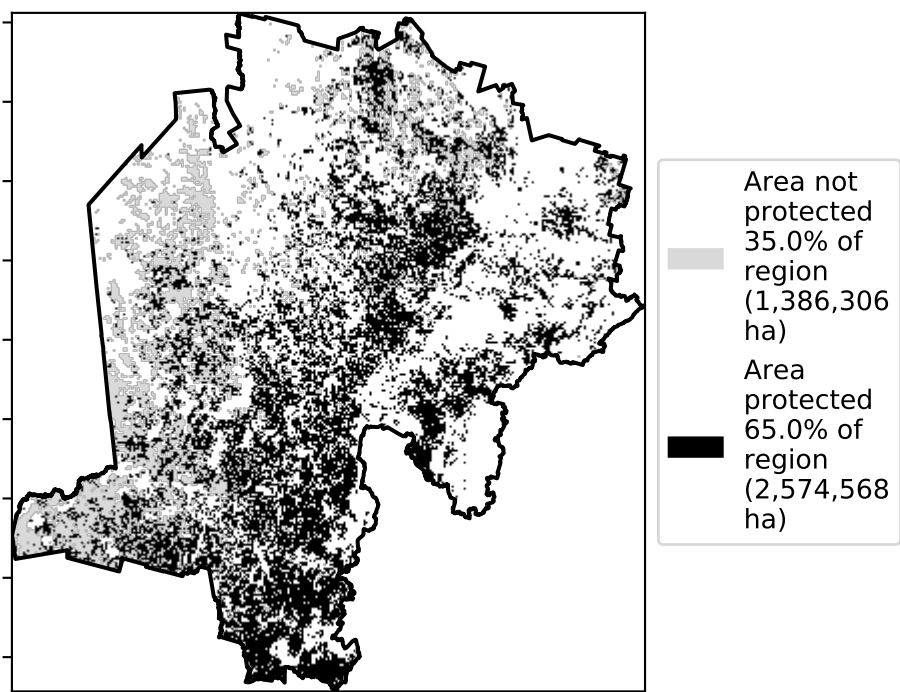 Area not
protected
35.0% of
region
(1,386,306
ha)
Area
protected
65.0% of
region
(2,574,568
ha)